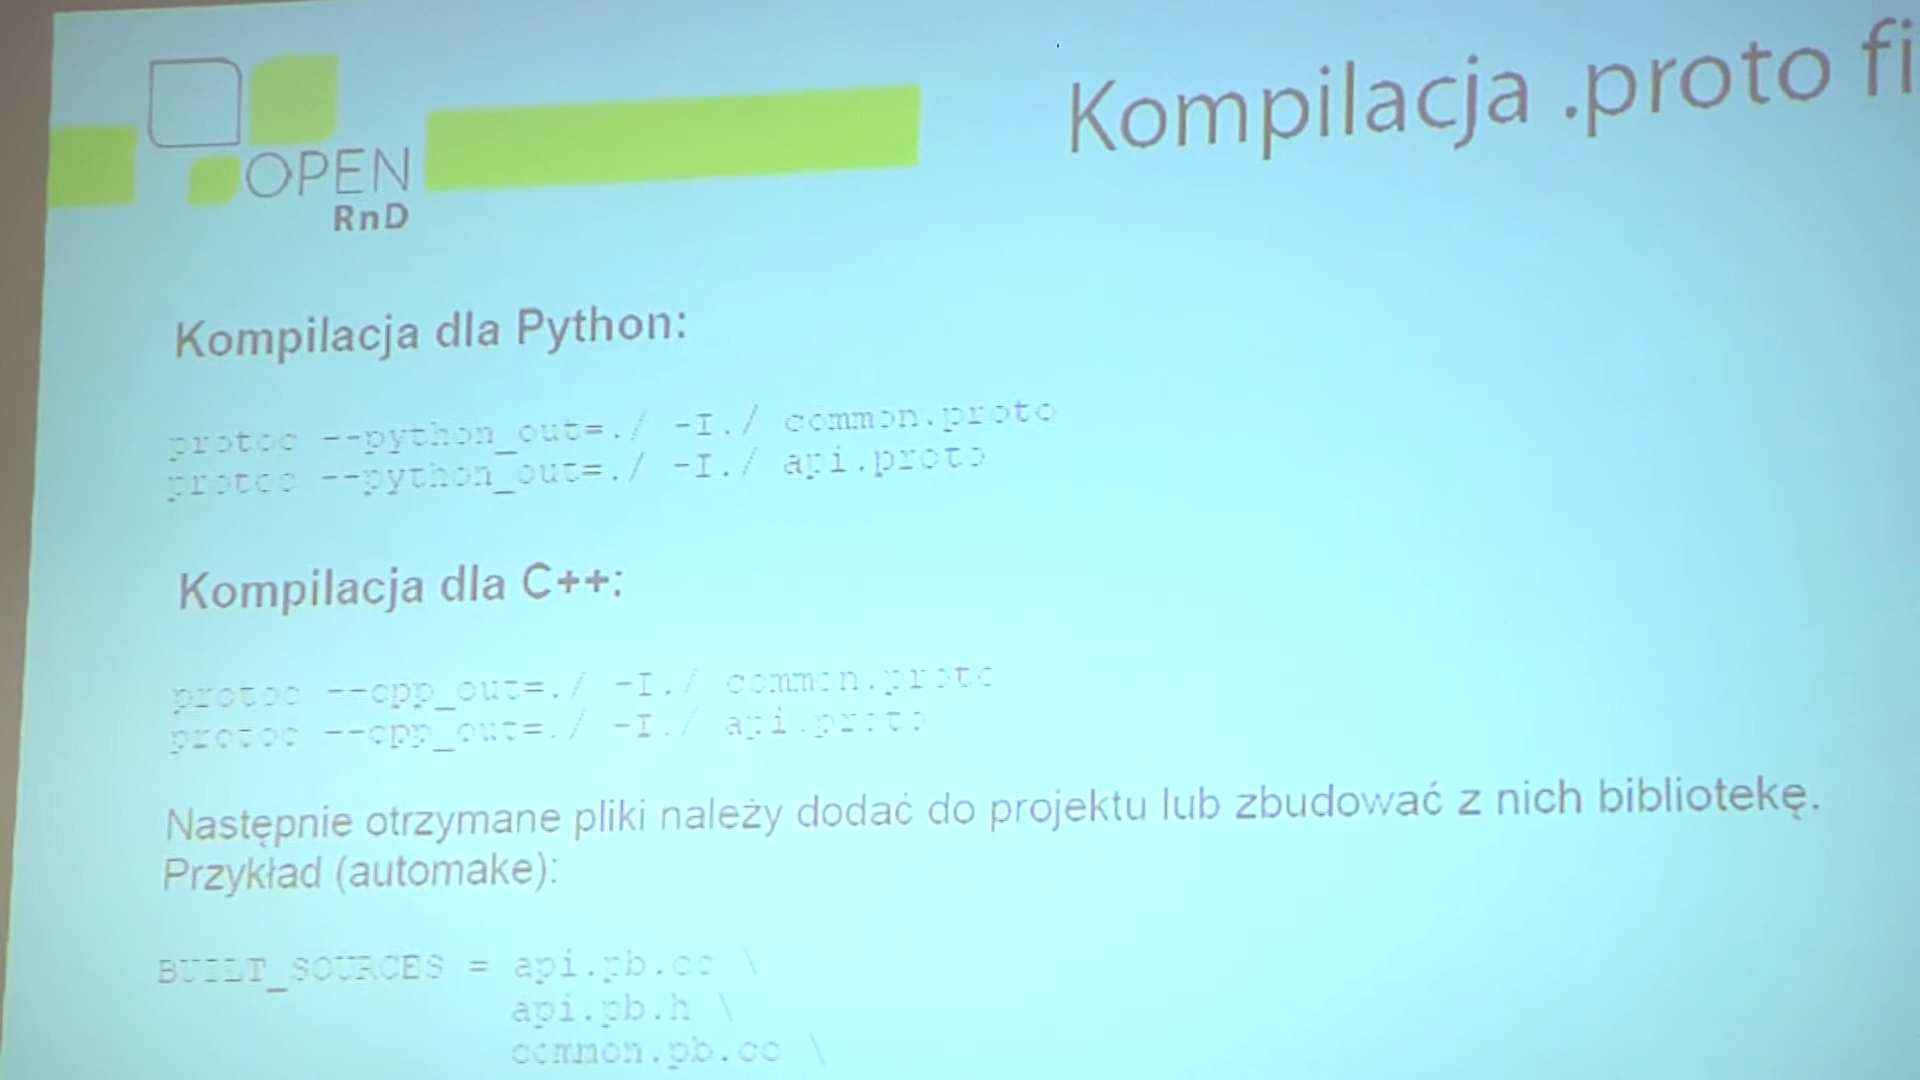 OPEN
RnD
Kompilacja .proto fi
Kompilacja dla Python:
protoc --python_out=./ -I./ common.proto
protoc --python_out=./ -I./ api.proto
Kompilacja dla C++:
protoc --cpp_out=./ -I./ common.proto
protoc --cpp_out=./ -I./ api.proto
Następnie otrzymane pliki należy dodać do projektu lub zbudować z nich bibliotekę.
Przykład (automake):
BUILT_SOURCES = api.pb.cc \
api.pb.h \
common.pb.cc \